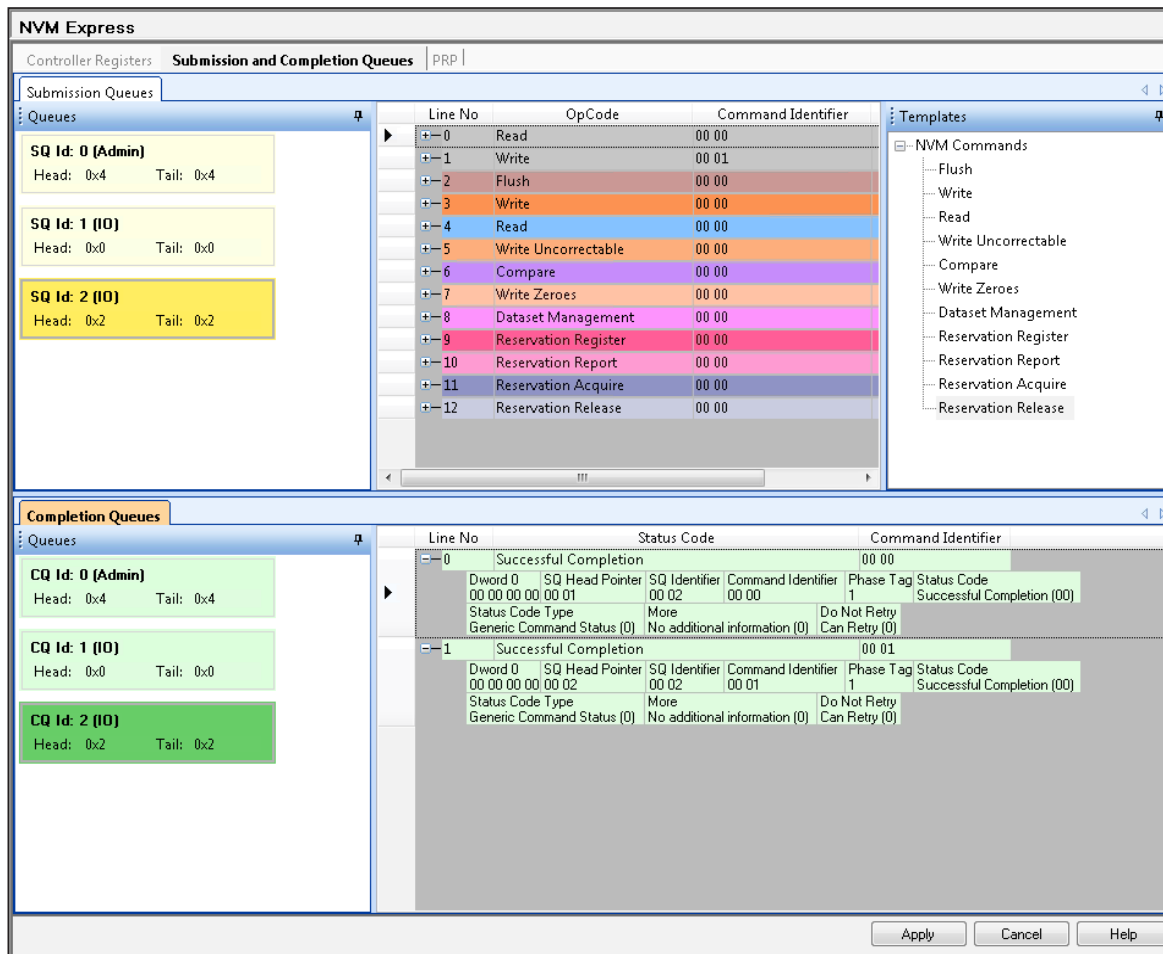 NVM Express
Controller Registers Submission and Completion Queues PRP
Submission Queues
Queues
SQ Id: 0 (Admin)
Head: 0x4 Tail: 0x4
SQ Id: 1 (IO)
Head: 0x0 Tail: 0x0
SQ Id: 2 (IO)
Head: 0x2 Tail: 0x2
Line No OpCode Command Identifier
0 Read 00 00
1 Write 00 01
2 Flush 00 00
3 Write 00 00
4 Read 00 00
5 Write Uncorrectable 00 00
6 Compare 00 00
7 Write Zeroes 00 00
8 Dataset Management 00 00
9 Reservation Register 00 00
10 Reservation Report 00 00
11 Reservation Acquire 00 00
12 Reservation Release 00 00
Templates
NVM Commands
Flush
Write
Read
Write Uncorrectable
Compare
Write Zeroes
Dataset Management
Reservation Register
Reservation Report
Reservation Acquire
Reservation Release
Completion Queues
Queues
CQ Id: 0 (Admin)
Head: 0x4 Tail: 0x4
CQ Id: 1 (IO)
Head: 0x0 Tail: 0x0
CQ Id: 2 (IO)
Head: 0x2 Tail: 0x2
Line No Status Code Command Identifier
0 Successful Completion 00 00
Dword 0 SQ Head Pointer SQ Identifier Command Identifier Phase Tag Status Code
00 00 00 00 00 01 00 02 00 00 1 Successful Completion (00)
Status Code Type More Do Not Retry
Generic Command Status (0) No additional information (0) Can Retry (0)
1 Successful Completion 00 01
Dword 0 SQ Head Pointer SQ Identifier Command Identifier Phase Tag Status Code
00 00 00 00 00 02 00 02 00 01 1 Successful Completion (00)
Status Code Type More Do Not Retry
Generic Command Status (0) No additional information (0) Can Retry (0)
Apply Cancel Help